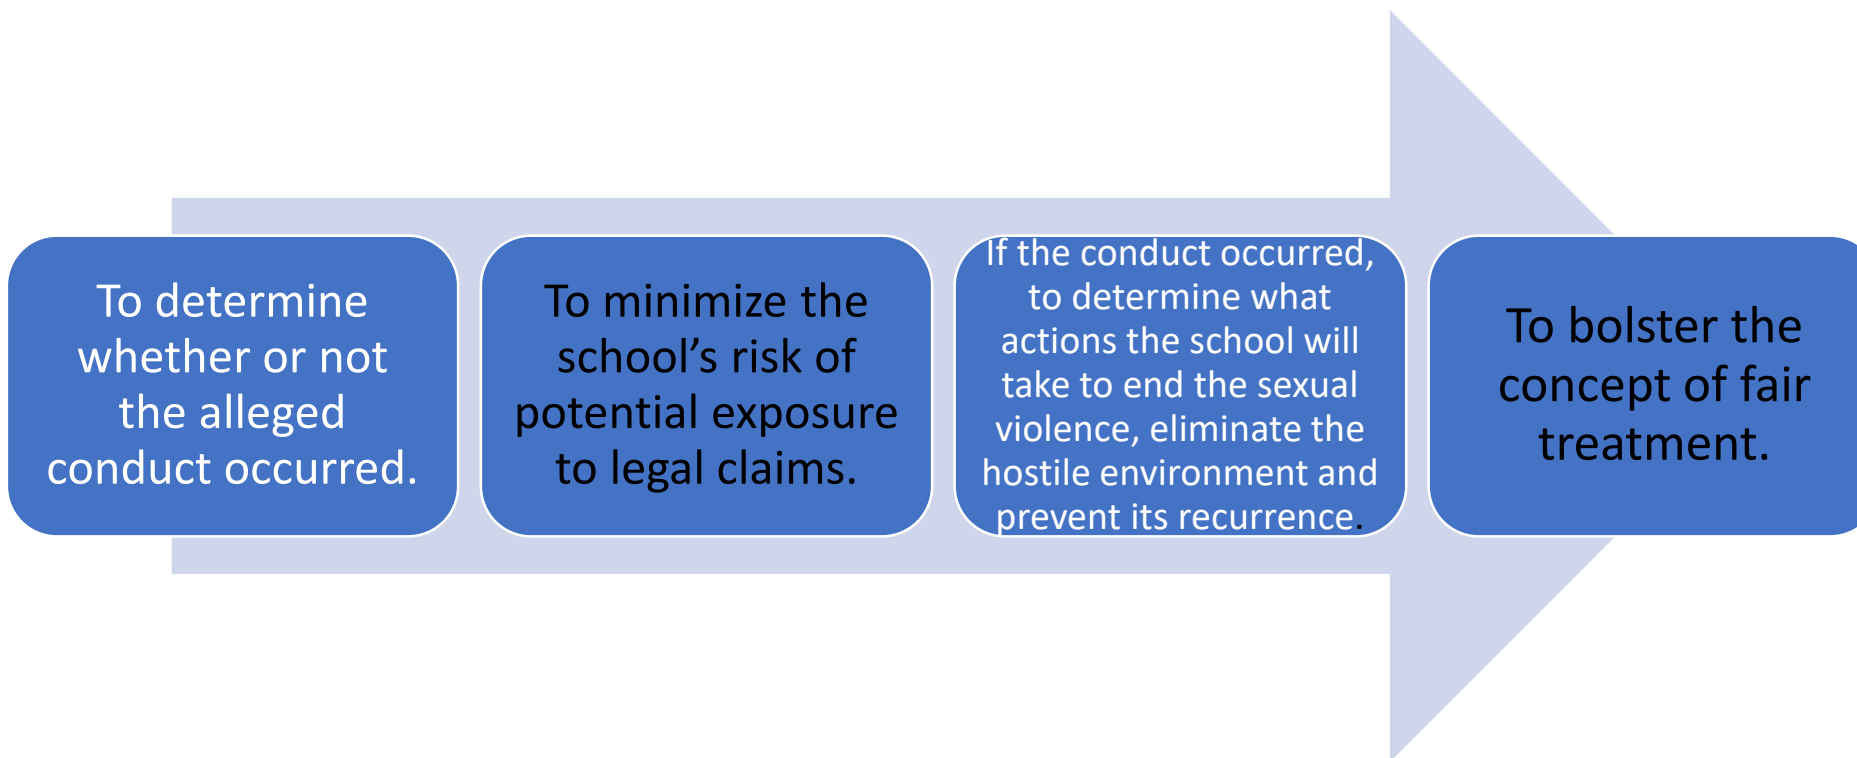 To determine
whether or not
the alleged
conduct occurred.
To minimize the
school’s risk of
potential exposure
to legal claims.
If the conduct occurred,
to determine what
actions the school will
take to end the sexual
violence, eliminate the
hostile environment and
prevent its recurrence.
To bolster the
concept of fair
treatment.